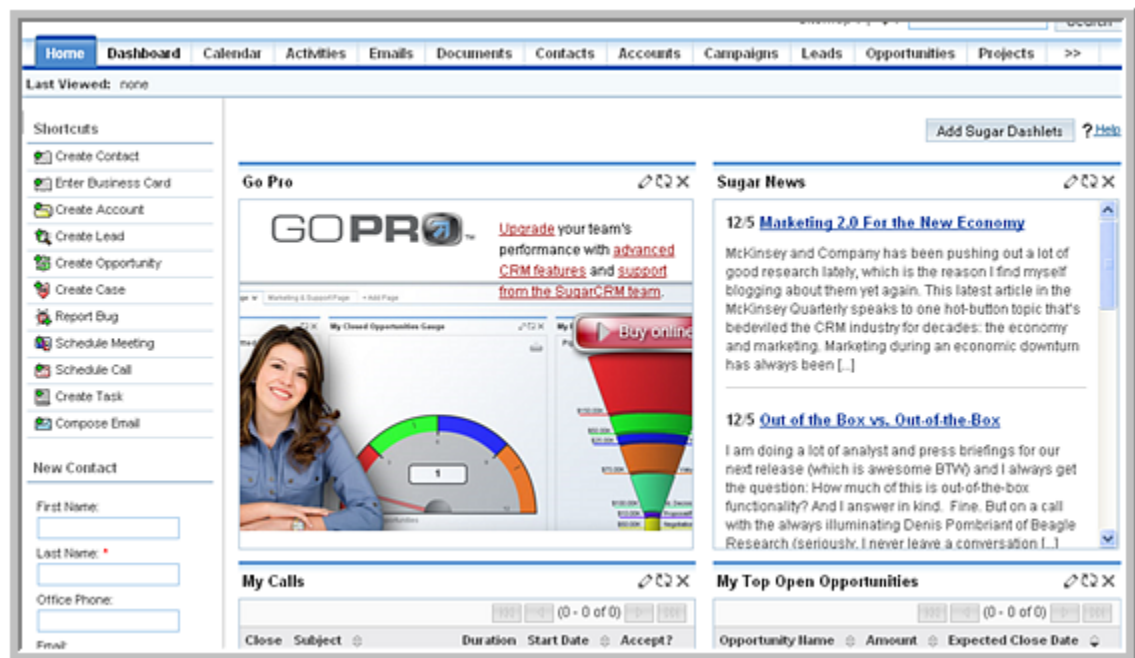 Home Dashboard Calendar Activities Emails Documents Contacts Accounts Campaigns Leads Opportunities Projects >>
Last Viewed: none
Shortcuts
Create Contact
Enter Business Card
Create Account
Create Lead
Create Opportunity
Create Case
Report Bug
Schedule Meeting
Schedule Call
Create Task
Compose Email
New Contact
First Name:
Last Name: *
Office Phone:
Email:
Add Sugar Dashlets ? Help
Go Pro
GOPRO™
Upgrade your team's
performance with advanced
CRM features and support
from the SugarCRM team.
Marketing & Support Page + Add Page
My Closed Opportunities Gauge
Buy online
1
Sugar News
12/5 Marketing 2.0 For the New Economy
McKinsey and Company has been pushing out a lot of
good research lately, which is the reason I find myself
blogging about them yet again. This latest article in the
McKinsey Quarterly speaks to one hot-button topic that's
bedeviled the CRM industry for decades: the economy
and marketing. Marketing during an economic downturn
has always been [...]
12/5 Out of the Box vs. Out-of-the-Box
I am doing a lot of analyst and press briefings for our
next release (which is awesome BTW) and I always get
the question: How much of this is out-of-the-box
functionality? And I answer in kind. Fine. But on a call
with the always illuminating Denis Pombriant of Beagle
Research (seriously, I never leave a conversation [...]
My Calls
(0 - 0 of 0)
Close Subject Duration Start Date Accept?
My Top Open Opportunities
(0 - 0 of 0)
Opportunity Name Amount Expected Close Date